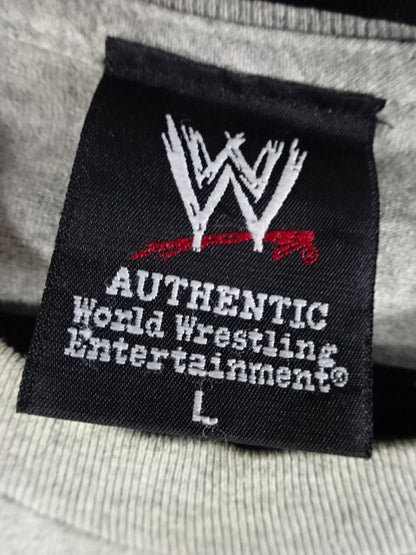 W
AUTHENTIC
World Wrestling
Entertainment®
L